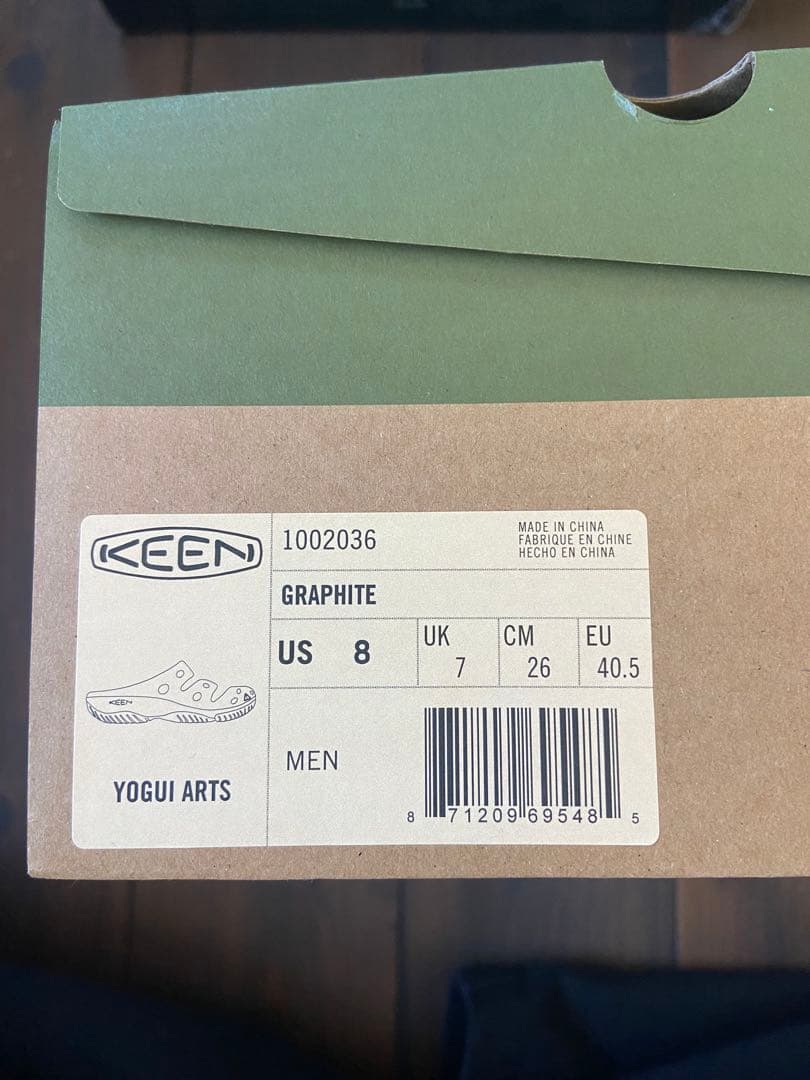 KEEN
1002036
MADE IN CHINA
FABRIQUE EN CHINE
HECHO EN CHINA
GRAPHITE
US 8
UK 7
CM 26
EU 40.5
KEEN
YOGUI ARTS
MEN
8 71209 69548 5